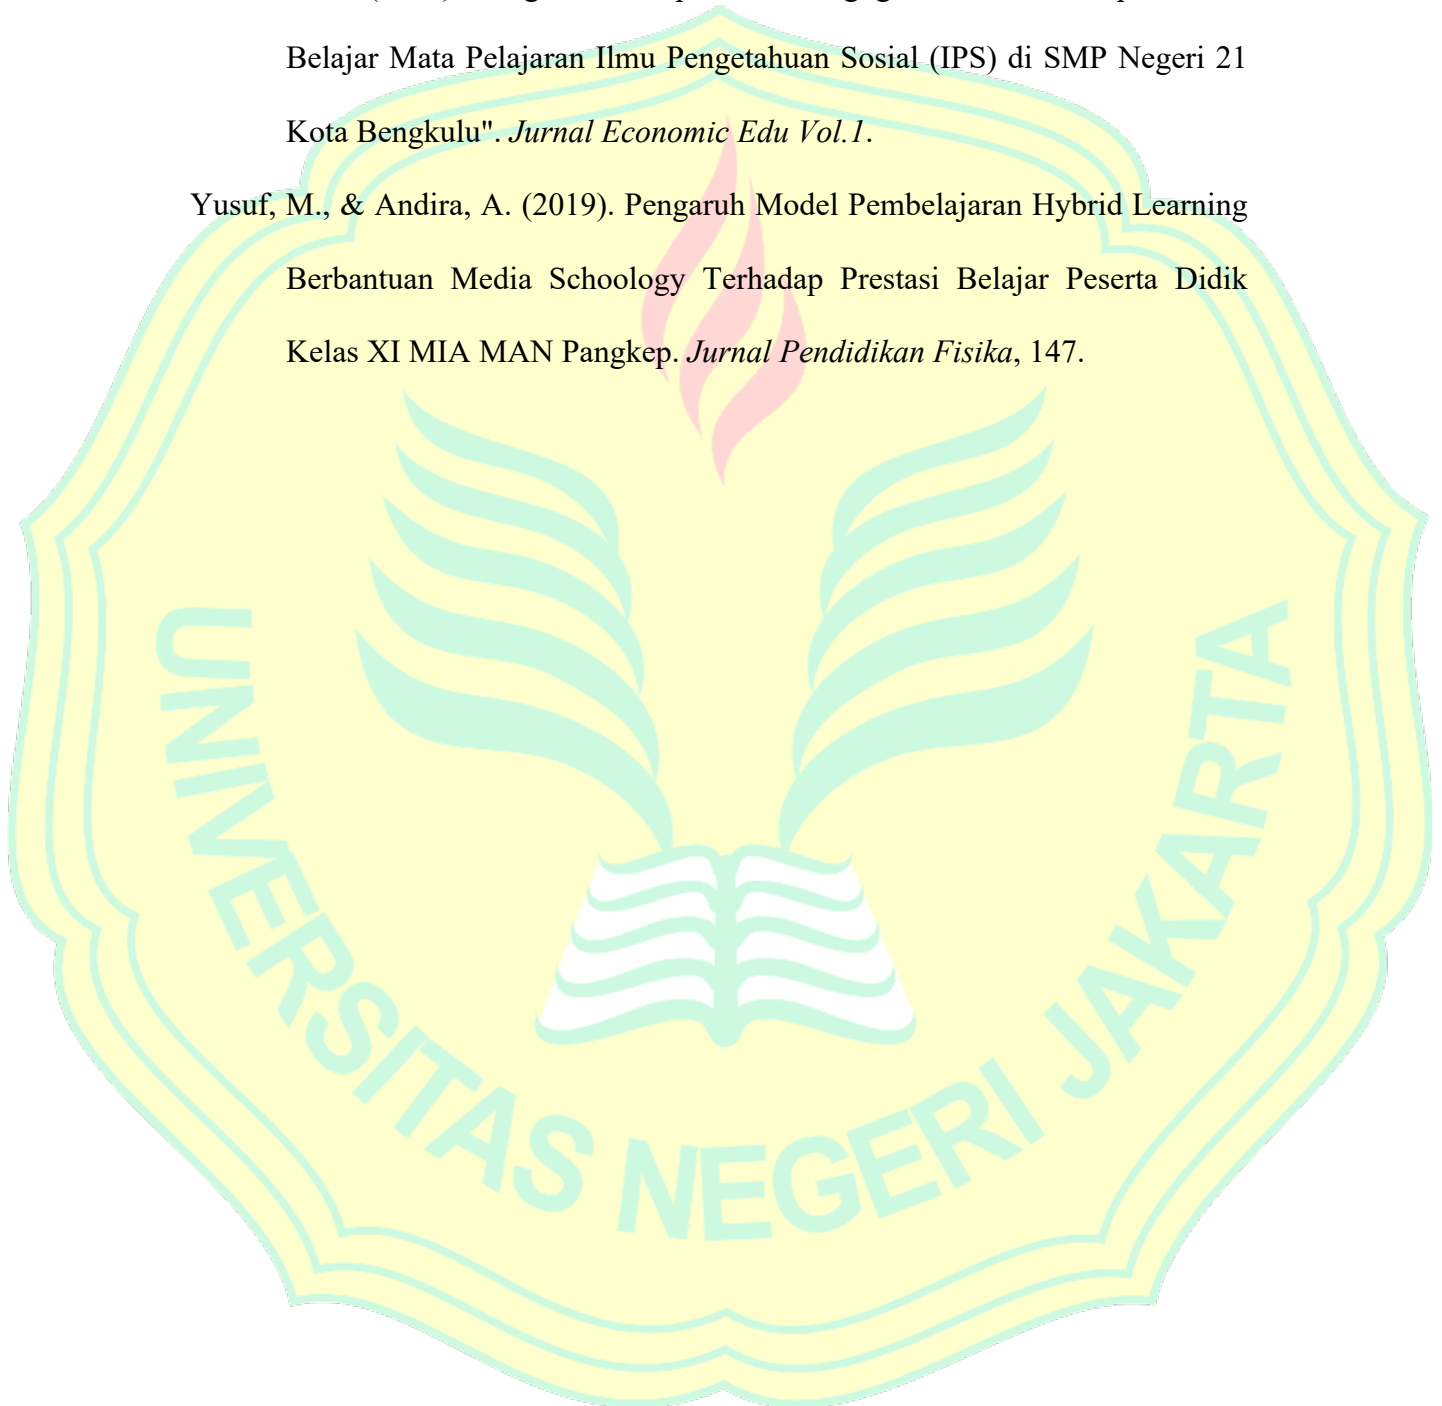 Belajar Mata Pelajaran Ilmu Pengetahuan Sosial (IPS) di SMP Negeri 21
Kota Bengkulu". Jurnal Economic Edu Vol.1.
Yusuf, M., & Andira, A. (2019). Pengaruh Model Pembelajaran Hybrid Learning
Berbantuan Media Schoology Terhadap Prestasi Belajar Peserta Didik
Kelas XI MIA MAN Pangkep. Jurnal Pendidikan Fisika, 147.
UNIVERSITAS NEGERI JAKARTA